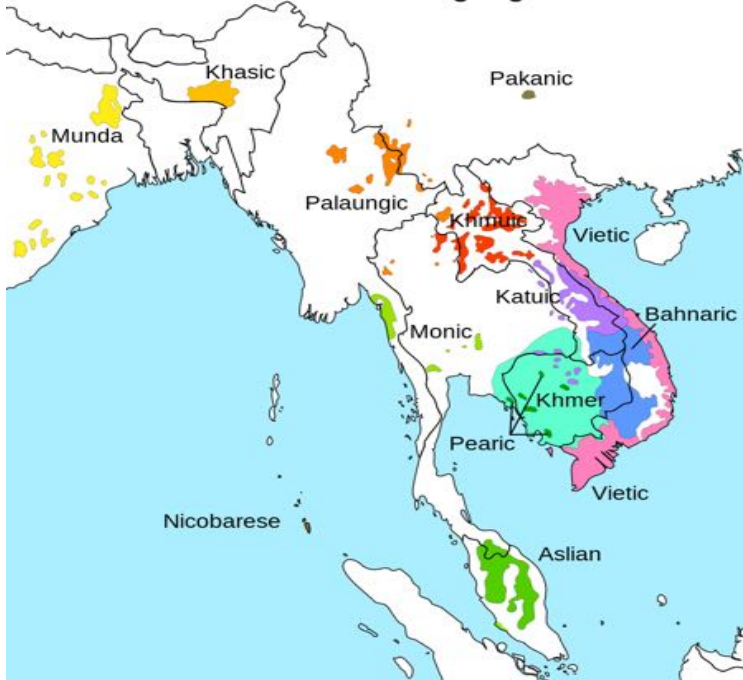 Khasic
Pakanic
Munda
Palaungic
Khmuic
Vietic
Katuic
Bahnaric
Monic
Khmer
Pearic
Vietic
Nicobarese
Aslian